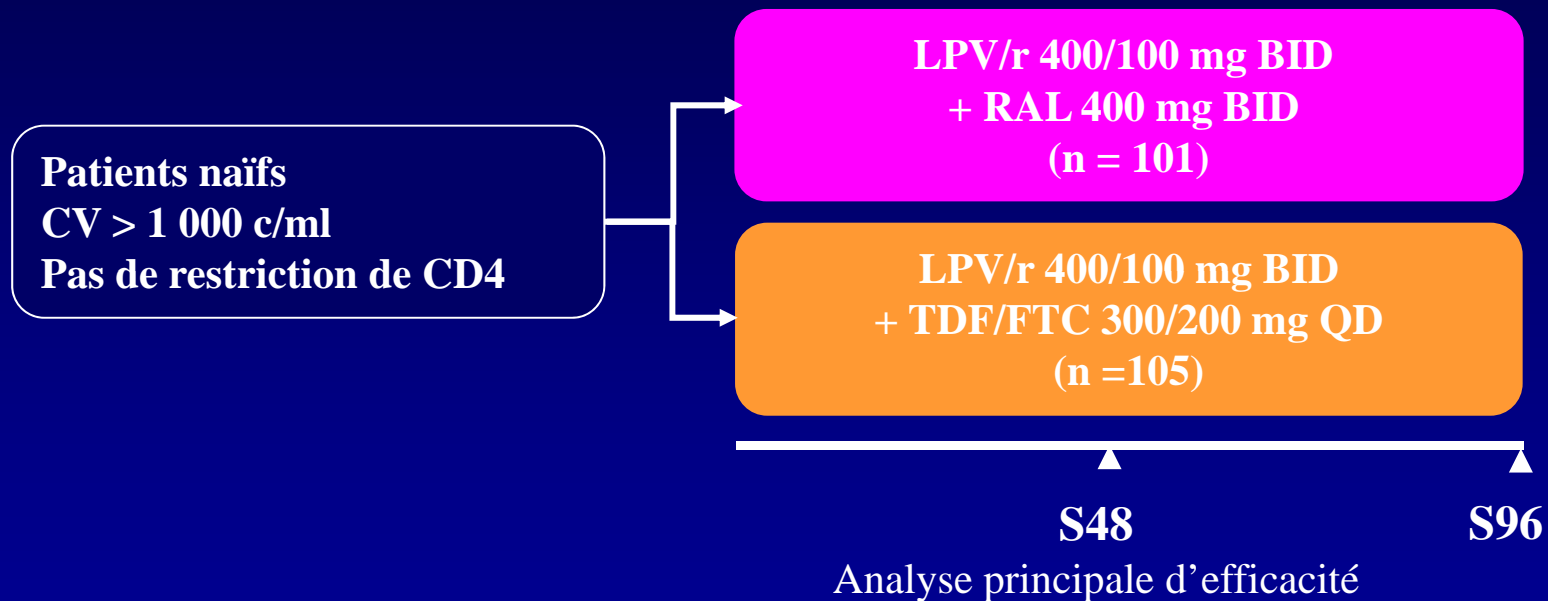 Patients naïfs
CV > 1 000 c/ml
Pas de restriction de CD4
LPV/r 400/100 mg BID
+ RAL 400 mg BID
(n = 101)
LPV/r 400/100 mg BID
+ TDF/FTC 300/200 mg QD
(n =105)
S48
S96
Analyse principale d’efficacité